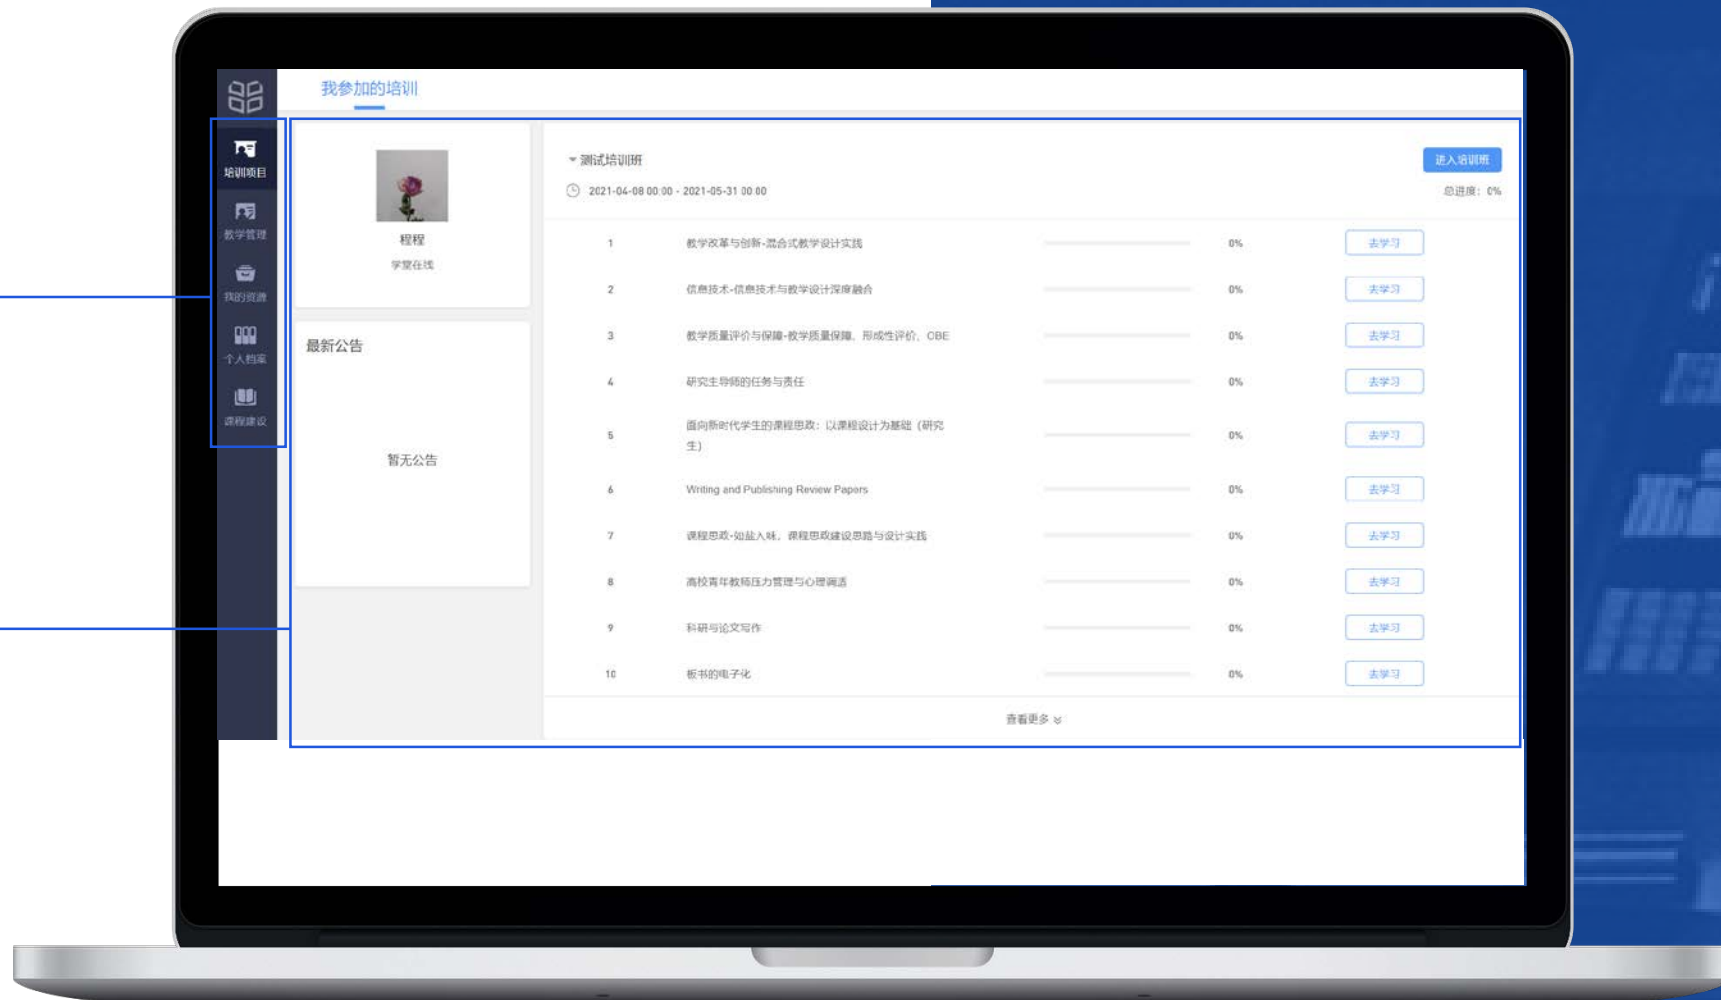 我参加的培训
培训项目
教学管理
我的资源
个人档案
课程建设
程程
学堂在线
最新公告
暂无公告
测试培训班
进入培训班
2021-04-08 00:00 - 2021-05-31 00:00
总进度：0%
1 教学改革与创新-混合式教学设计实践 0% 去学习
2 信息技术-信息技术与教学设计深度融合 0% 去学习
3 教学质量评价与保障-教学质量保障、形成性评价、OBE 0% 去学习
4 研究生导师的任务与责任 0% 去学习
5 面向新时代学生的课程思政：以课程设计为基础（研究
生） 0% 去学习
6 Writing and Publishing Review Papers 0% 去学习
7 课程思政-如盐入味，课程思政建设思路与设计实践 0% 去学习
8 高校青年教师压力管理与心理调适 0% 去学习
9 科研与论文写作 0% 去学习
10 板书的电子化 0% 去学习
查看更多